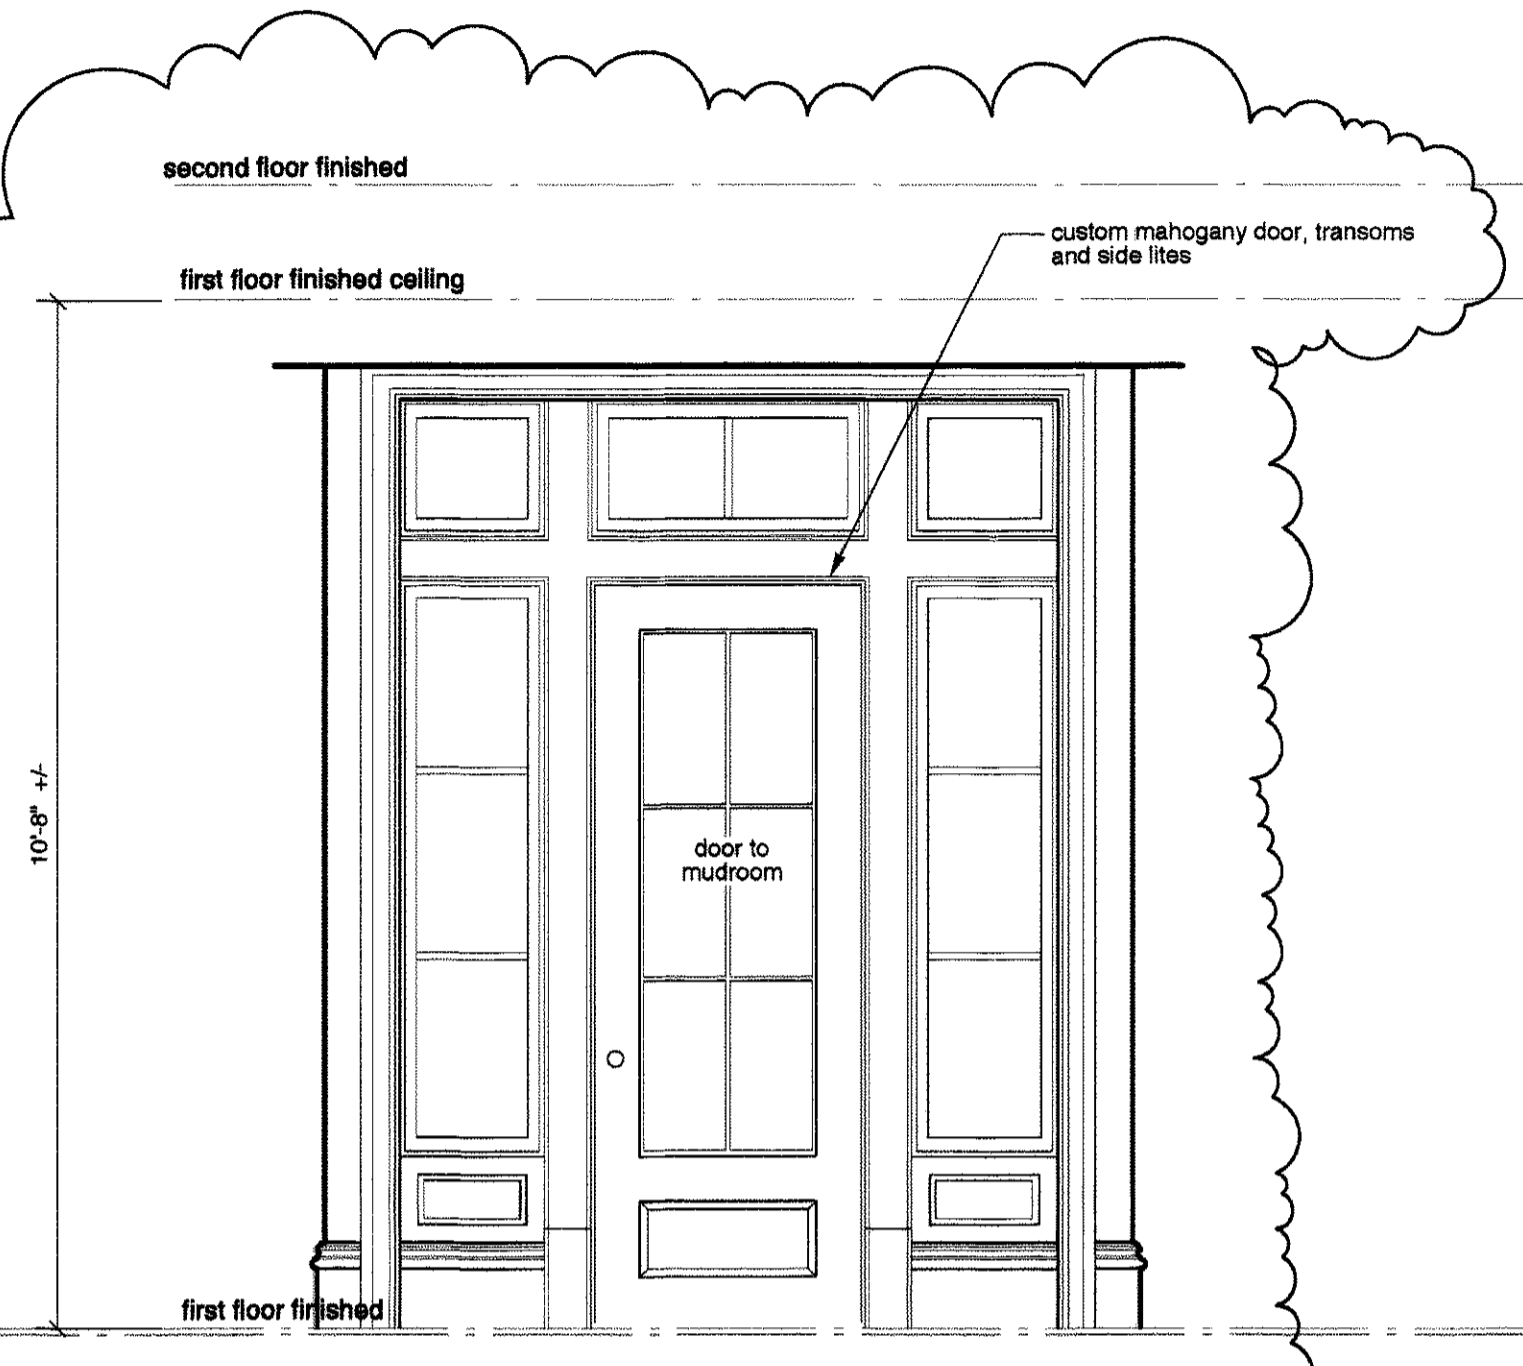 second floor finished
custom mahogany door, transoms
and side lites
first floor finished ceiling
10'-8" +/-
door to
mudroom
first floor finished